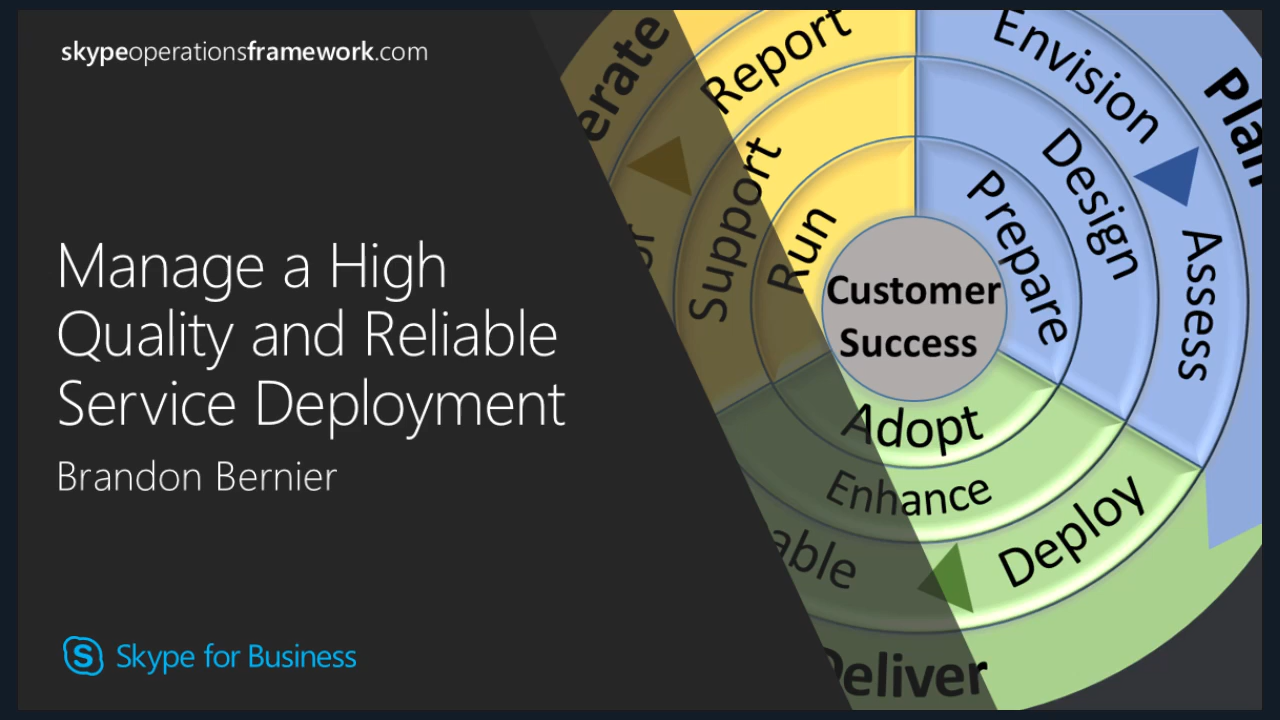 skypeoperationsframework.com
Manage a High
Quality and Reliable
Service Deployment
Brandon Bernier
Skype for Business
Report
Support
Run
Envision
Plan
Design
Prepare
Assess
Customer
Success
Adopt
Enhance
Deploy
Deliver